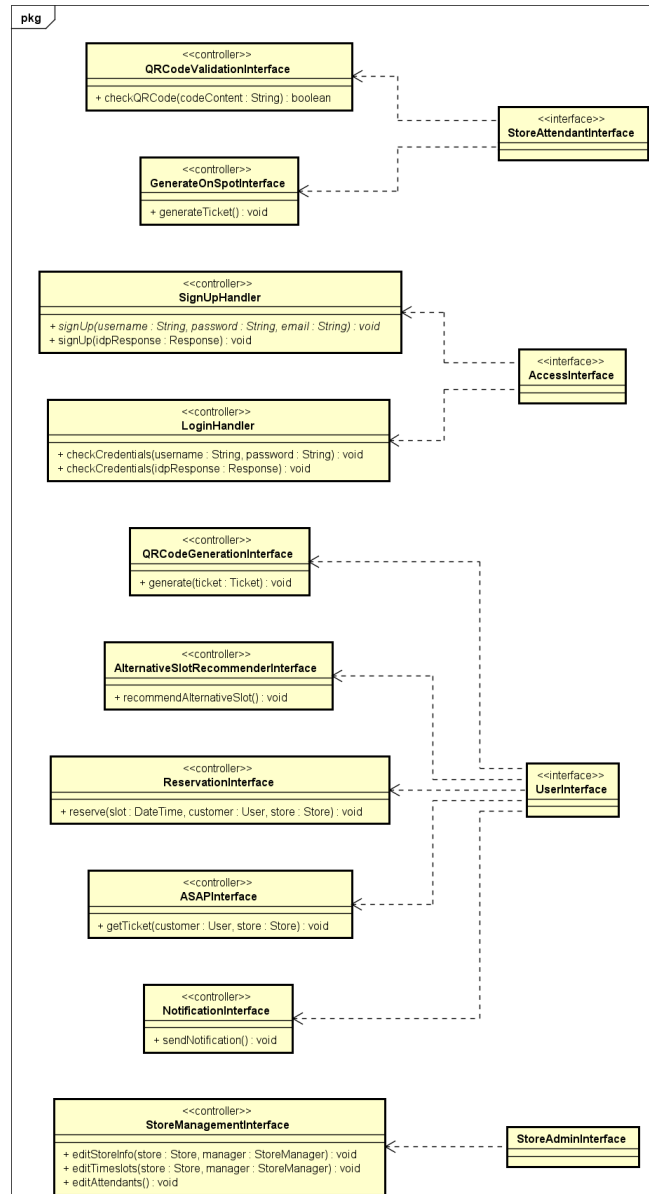 pkg
<<controller>>
QRCodeValidationInterface
+ checkQRCode(codeContent : String) : boolean
<<interface>>
StoreAttendantInterface
<<controller>>
GenerateOnSpotInterface
+ generateTicket() : void
<<controller>>
SignUpHandler
+ signUp(username : String, password : String, email : String) : void
+ signUp(idpResponse : Response) : void
<<interface>>
AccessInterface
<<controller>>
LoginHandler
+ checkCredentials(username : String, password : String) : void
+ checkCredentials(idpResponse : Response) : void
<<controller>>
QRCodeGenerationInterface
+ generate(ticket : Ticket) : void
<<controller>>
AlternativeSlotRecommenderInterface
+ recommendAlternativeSlot() : void
<<controller>>
ReservationInterface
+ reserve(slot : DateTime, customer : User, store : Store) : void
<<interface>>
UserInterface
<<controller>>
ASAPInterface
+ getTicket(customer : User, store : Store) : void
<<controller>>
NotificationInterface
+ sendNotification() : void
<<controller>>
StoreManagementInterface
+ editStoreInfo(store : Store, manager : StoreManager) : void
+ editTimeslots(store : Store, manager : StoreManager) : void
+ editAttendants() : void
StoreAdminInterface